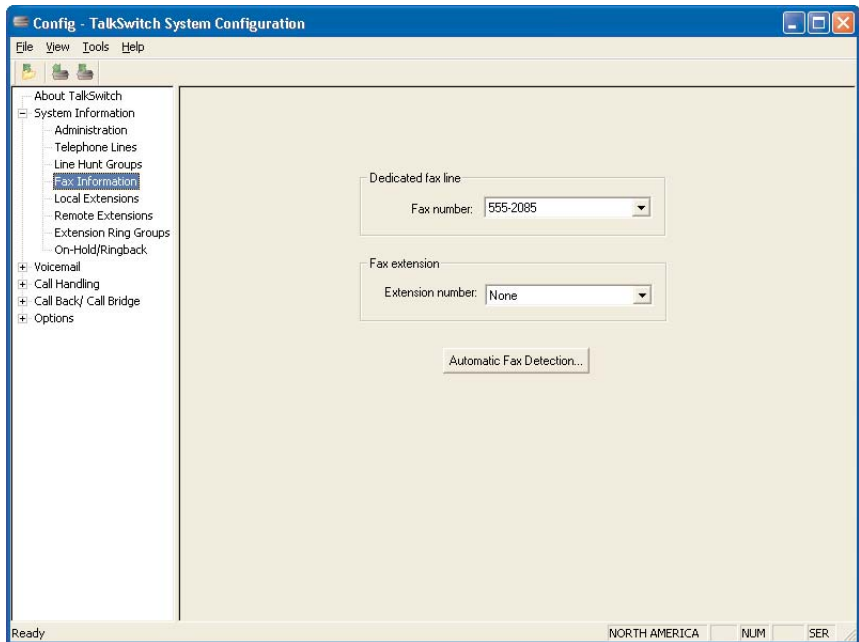 Config - TalkSwitch System Configuration
File View Tools Help
About TalkSwitch
System Information
Administration
Telephone Lines
Line Hunt Groups
Fax Information
Local Extensions
Remote Extensions
Extension Ring Groups
On-Hold/Ringback
Voicemail
Call Handling
Call Back/ Call Bridge
Options
Dedicated fax line
Fax number: 555-2085
Fax extension
Extension number: None
Automatic Fax Detection...
Ready NORTH AMERICA NUM SER